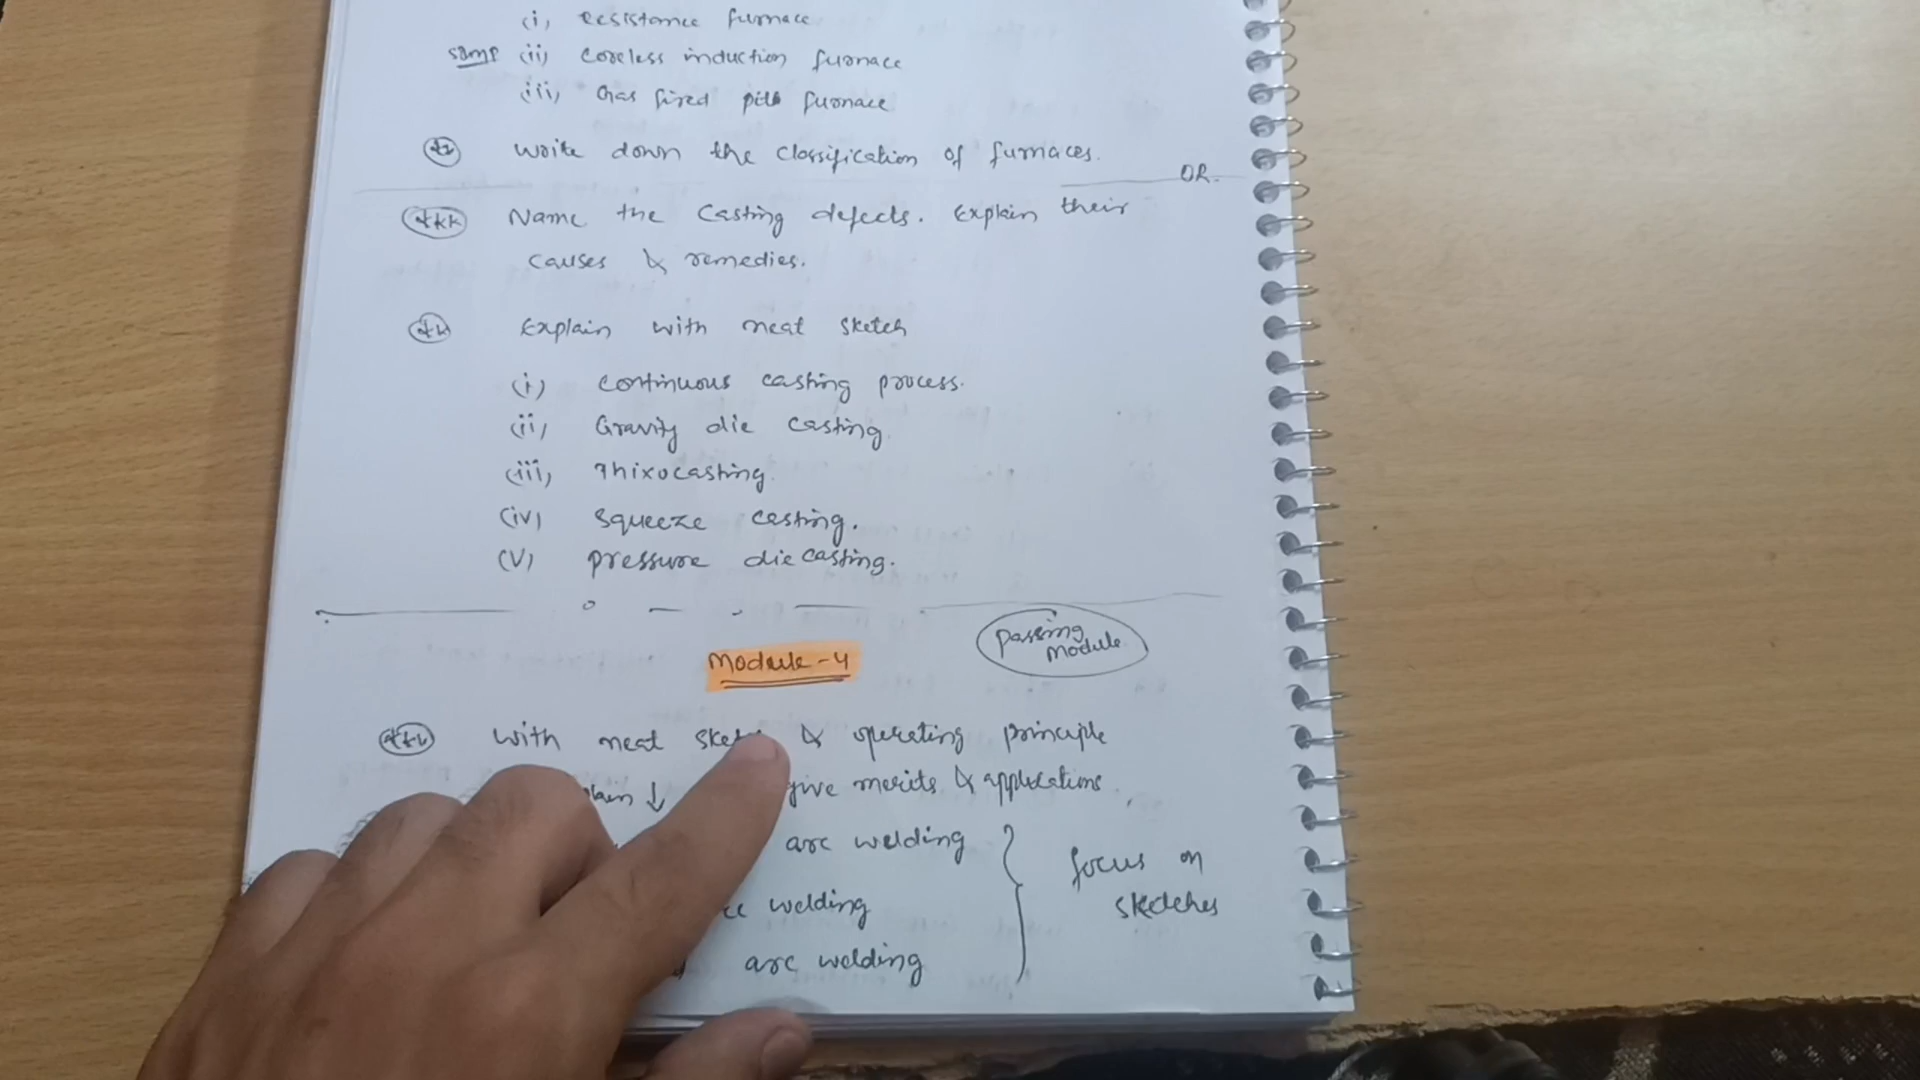 (i) Resistance furnace
same (ii) Coreless induction furnace
(iii) Gas fired furnace
** Write down the classification of furnaces.
OR.
*** Name the Casting defects. Explain their
causes & remedies.
** Explain with neat sketch
(i) continuous casting process.
(ii) Gravity die casting
(iii) Thixocasting.
(iv) squeeze casting.
(v) pressure die casting.
Module-4
Passing
Module
*** With neat & operating principle
give merits & applications.
arc welding
welding
arc welding
focus on
sketches